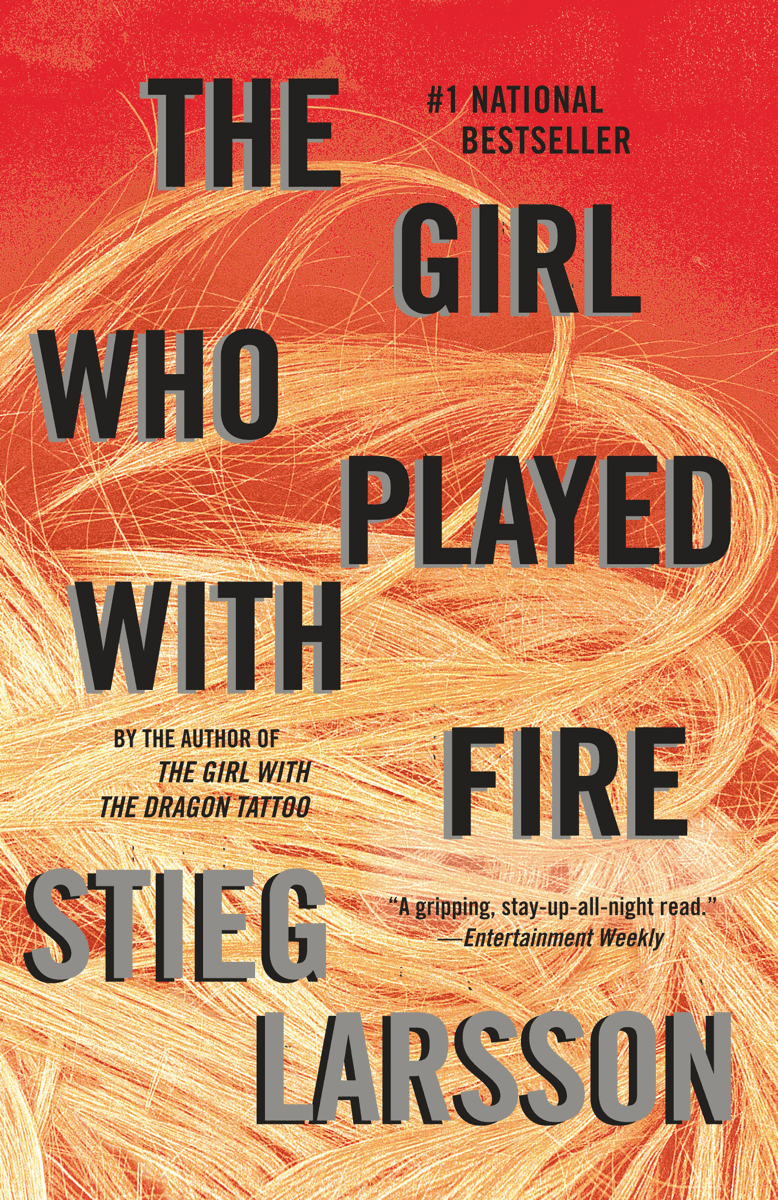 THE
#1 NATIONAL
BESTSELLER
GIRL
WHO
PLAYED
WITH
FIRE
BY THE AUTHOR OF
THE GIRL WITH
THE DRAGON TATTOO
STIEG
“A gripping, stay-up-all-night read.”
—Entertainment Weekly
LARSSON